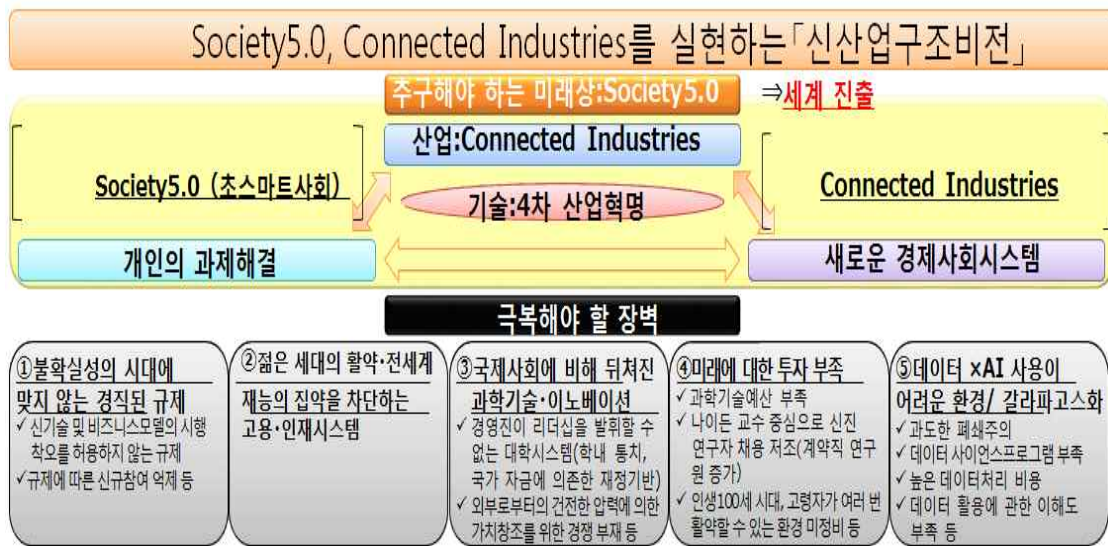 Society5.0, Connected Industries를 실현하는「신산업구조비전」
추구해야 하는 미래상:Society5.0
⇒세계 진출
산업:Connected Industries
Society5.0 (초스마트사회)
Connected Industries
기술:4차 산업혁명
개인의 과제해결
새로운 경제사회시스템
극복해야 할 장벽
①불확실성의 시대에
맞지 않는 경직된 규제
✓신기술 및 비즈니스모델의 시행
착오를 허용하지 않는 규제
✓규제에 따른 신규참여 억제 등
②젊은 세대의 활약·전세계
재능의 집약을 차단하는
고용·인재시스템
③국제사회에 비해 뒤쳐진
과학기술·이노베이션
✓경영진이 리더십을 발휘할 수
없는 대학시스템(학내 통치,
국가 자금에 의존한 재정기반)
✓외부로부터의 건전한 압력에 의한
가치창조를 위한 경쟁 부재 등
④미래에 대한 투자 부족
✓과학기술예산 부족
✓나이든 교수 중심으로 신진
연구자 채용 저조(계약직 연구
원 증가)
✓인생100세 시대, 고령자가 여러 번
활약할 수 있는 환경 미정비 등
⑤데이터 ×AI 사용이
어려운 환경/ 갈라파고스화
✓과도한 폐쇄주의
✓데이터 사이언스프로그램 부족
✓높은 데이터처리 비용
✓데이터 활용에 관한 이해도
부족 등